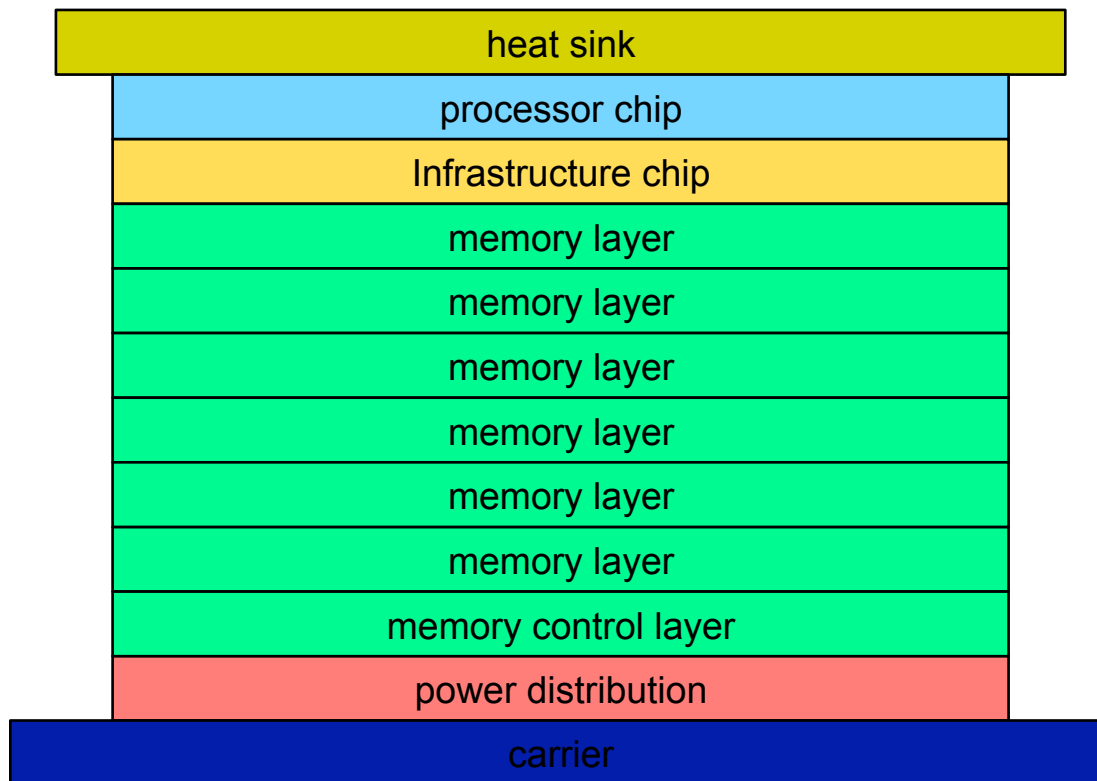 heat sink
processor chip
Infrastructure chip
memory layer
memory layer
memory layer
memory layer
memory layer
memory layer
memory control layer
power distribution
carrier